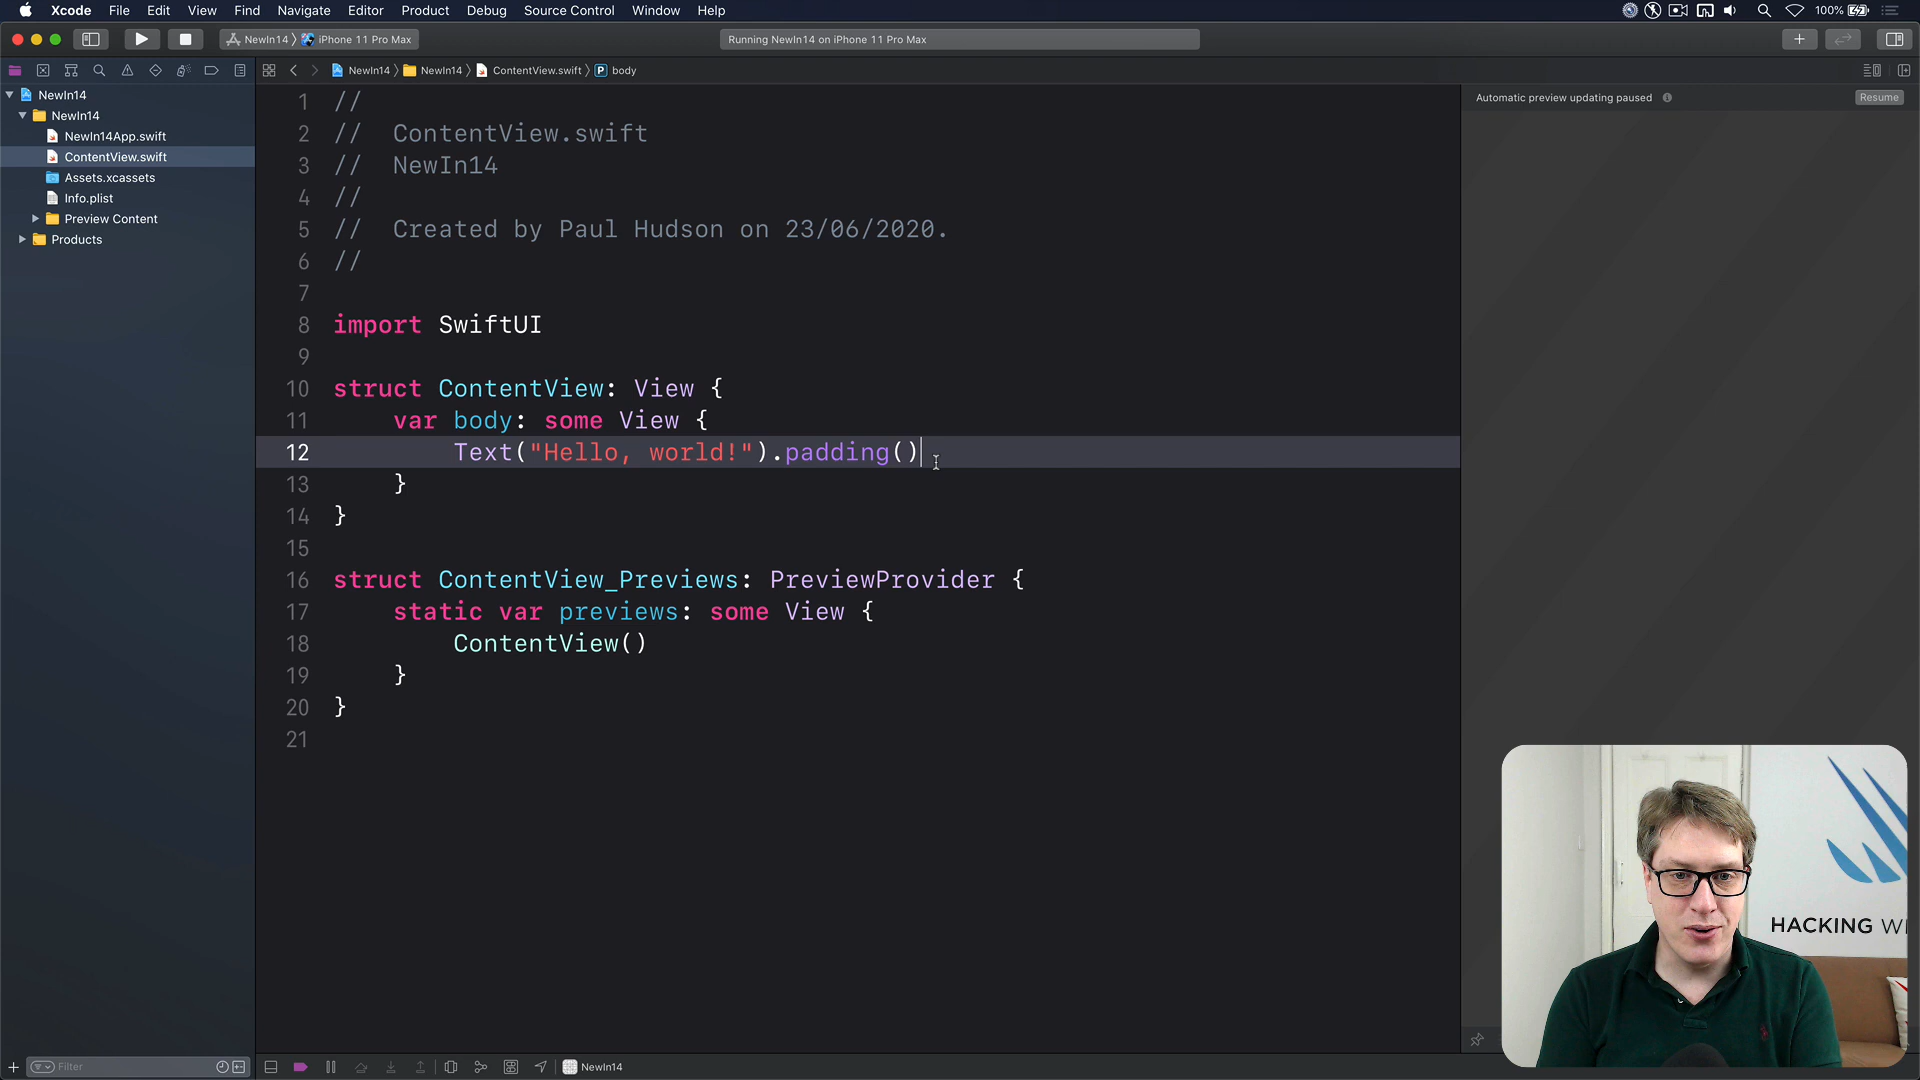 Xcode File Edit View Find Navigate Editor Product Debug Source Control Window Help
100%
NewIn14 iPhone 11 Pro Max
Running NewIn14 on iPhone 11 Pro Max
NewIn14 NewIn14 ContentView.swift P body
Automatic preview updating paused
Resume
NewIn14
NewIn14
NewIn14App.swift
ContentView.swift
Assets.xcassets
Info.plist
Preview Content
Products
1 //
2 // ContentView.swift
3 // NewIn14
4 //
5 // Created by Paul Hudson on 23/06/2020.
6 //
7
8 import SwiftUI
9
10 struct ContentView: View {
11 var body: some View {
12 Text("Hello, world!").padding()
13 }
14 }
15
16 struct ContentView_Previews: PreviewProvider {
17 static var previews: some View {
18 ContentView()
19 }
20 }
21
HACKING WI
Filter
NewIn14